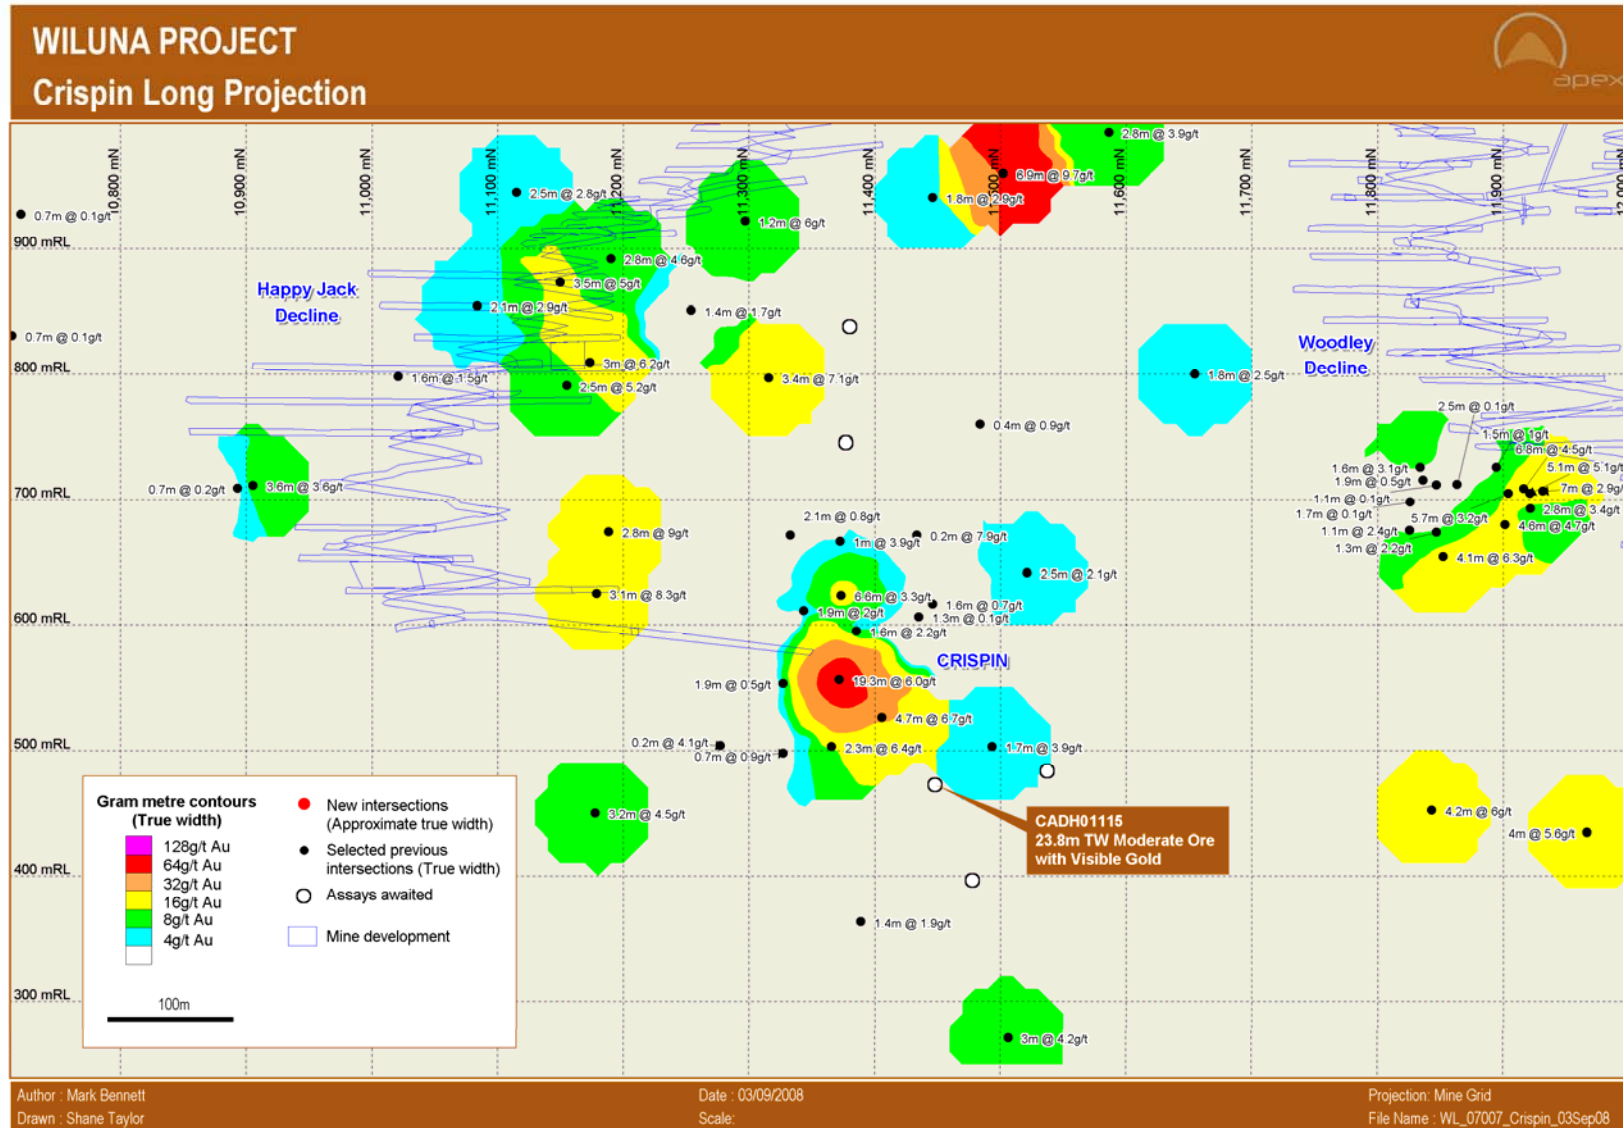 WILUNA PROJECT
Crispin Long Projection
apex
10,800 mN
10,900 mN
11,000 mN
11,100 mN
11,200 mN
11,300 mN
11,400 mN
11,600 mN
11,700 mN
11,800 mN
11,900 mN
2.8m @ 3.9g/t
6.9m @ 9.7g/t
2.5m @ 2.8g/t
1.8m @ 2.9g/t
0.7m @ 0.1g/t
1.2m @ 6g/t
900 mRL
2.8m @ 4.6g/t
3.5m @ 5g/t
Happy Jack
Decline
2.1m @ 2.9g/t
1.4m @ 1.7g/t
0.7m @ 0.1g/t
Woodley
Decline
800 mRL
3m @ 6.2g/t
1.6m @ 1.5g/t
2.5m @ 5.2g/t
3.4m @ 7.1g/t
1.8m @ 2.5g/t
2.5m @ 0.1g/t
0.4m @ 0.9g/t
1.5m @ 1g/t
6.8m @ 4.5g/t
1.6m @ 3.1g/t
5.1m @ 5.1g/t
1.9m @ 0.5g/t
0.7m @ 0.2g/t
3.6m @ 3.6g/t
7m @ 2.9g/
700 mRL
1.1m @ 0.1g/t
2.8m @ 3.4g/t
1.7m @ 0.1g/t
5.7m @ 3.2g/t
2.1m @ 0.8g/t
4.6m @ 4.7g/t
2.8m @ 9g/t
1m @ 3.9g/t
0.2m @ 7.9g/t
1.1m @ 2.4g/t
1.3m @ 2.2g/t
4.1m @ 6.3g/t
2.5m @ 2.1g/t
3.1m @ 8.3g/t
6.6m @ 3.3g/t
1.6m @ 0.7g/t
600 mRL
1.9m @ 2g/t
1.3m @ 0.1g/t
1.6m @ 2.2g/t
CRISPIN
1.9m @ 0.5g/t
19.3m @ 6.0g/t
4.7m @ 6.7g/t
500 mRL
0.2m @ 4.1g/t
0.7m @ 0.9g/t
2.3m @ 6.4g/t
1.7m @ 3.9g/t
3.2m @ 4.5g/t
4.2m @ 6g/t
4m @ 5.6g/t
CADH01115
23.8m TW Moderate Ore
with Visible Gold
400 mRL
1.4m @ 1.9g/t
300 mRL
3m @ 4.2g/t
Gram metre contours
(True width)
128g/t Au
64g/t Au
32g/t Au
16g/t Au
8g/t Au
4g/t Au
New intersections
(Approximate true width)
Selected previous
intersections (True width)
Assays awaited
Mine development
100m
Author : Mark Bennett
Drawn : Shane Taylor
Date : 03/09/2008
Scale:
Projection: Mine Grid
File Name : WL_07007_Crispin_03Sep08